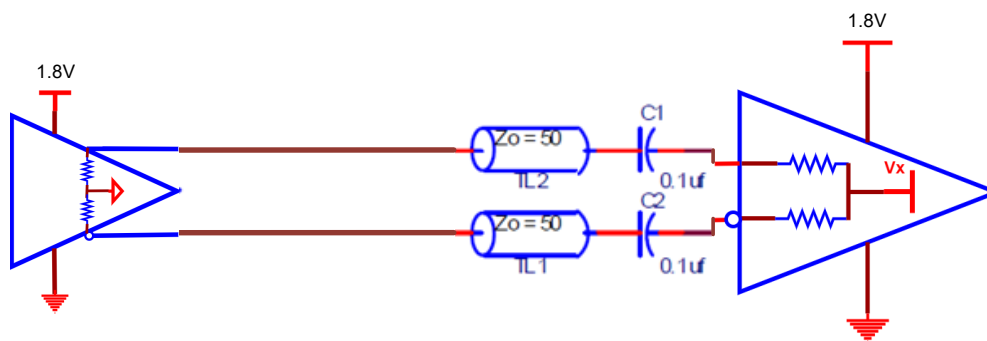 1.8V
1.8V
C1
Zo = 50
TL2
0.1uf
Vx
C2
Zo = 50
TL1
0.1uf